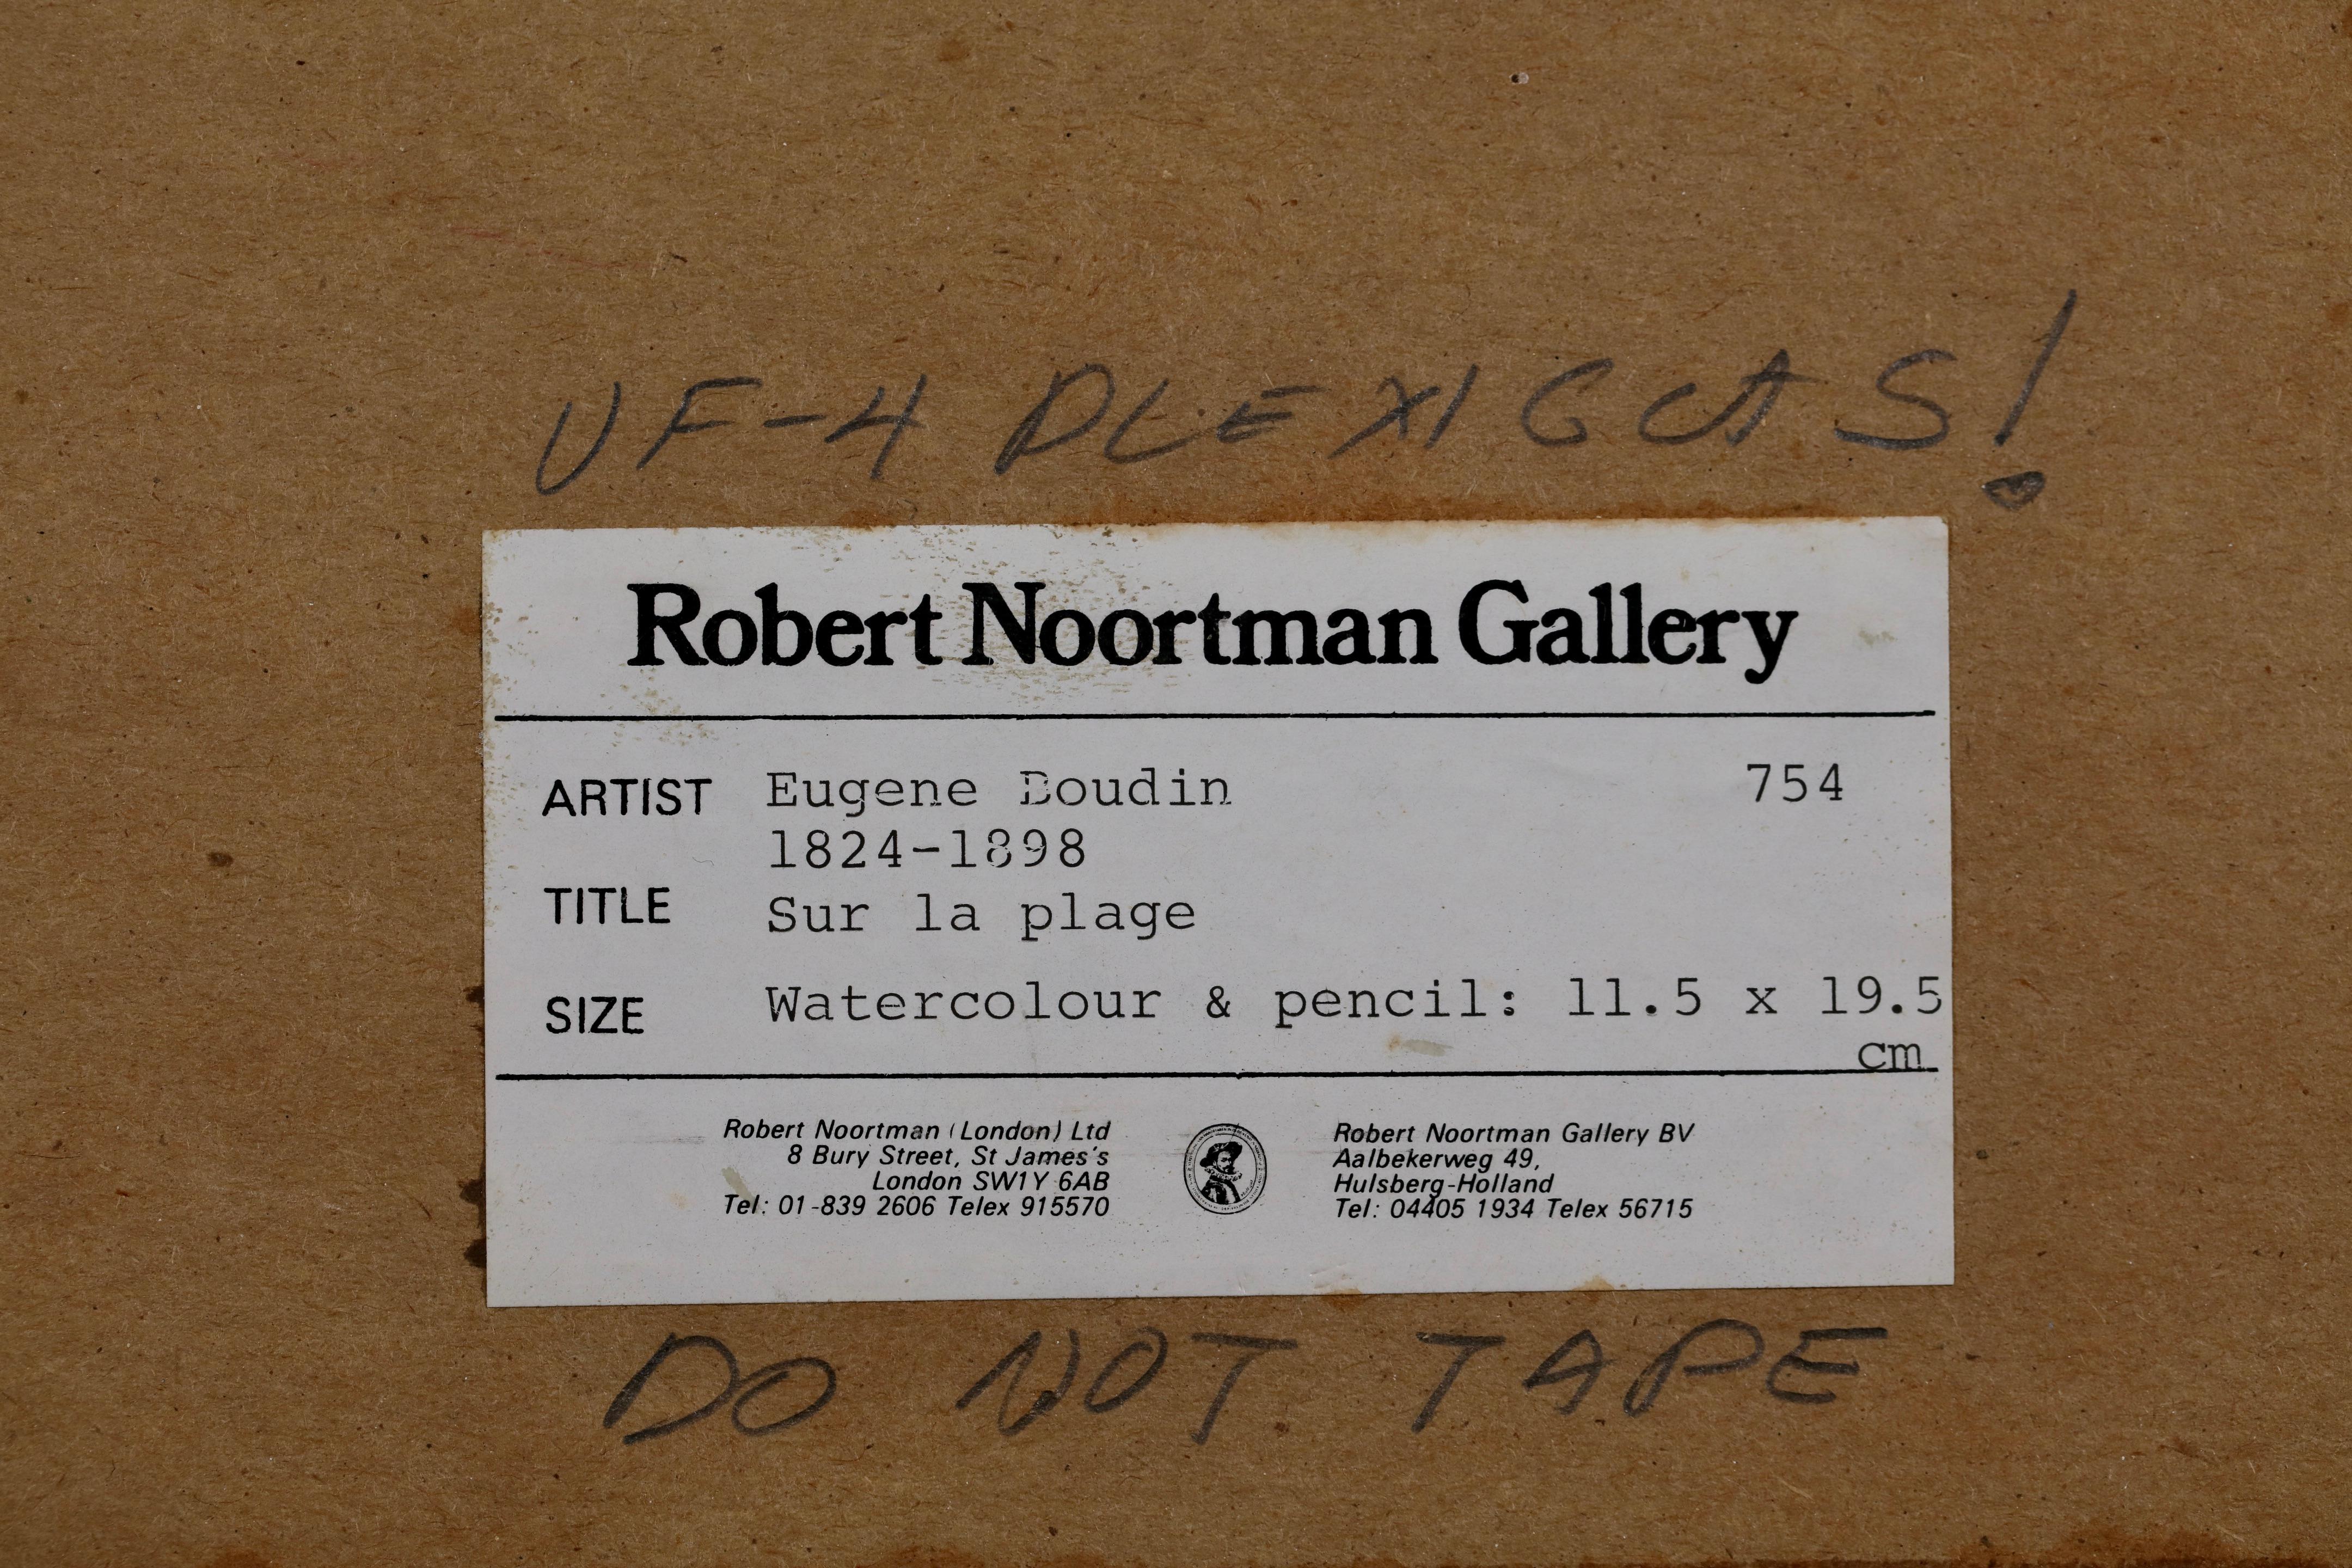 UF-4 PLEXIGLAS!
Robert Noortman Gallery
ARTIST Eugene Boudin 754
1824-1898
TITLE Sur la plage
SIZE Watercolour & pencil: 11.5 x 19.5
cm
Robert Noortman (London) Ltd
8 Bury Street, St James's
London SW1Y 6AB
Tel: 01-839 2606 Telex 915570
Robert Noortman Gallery BV
Aalbekerweg 49,
Hulsberg-Holland
Tel: 04405 1934 Telex 56715
DO NOT TAPE